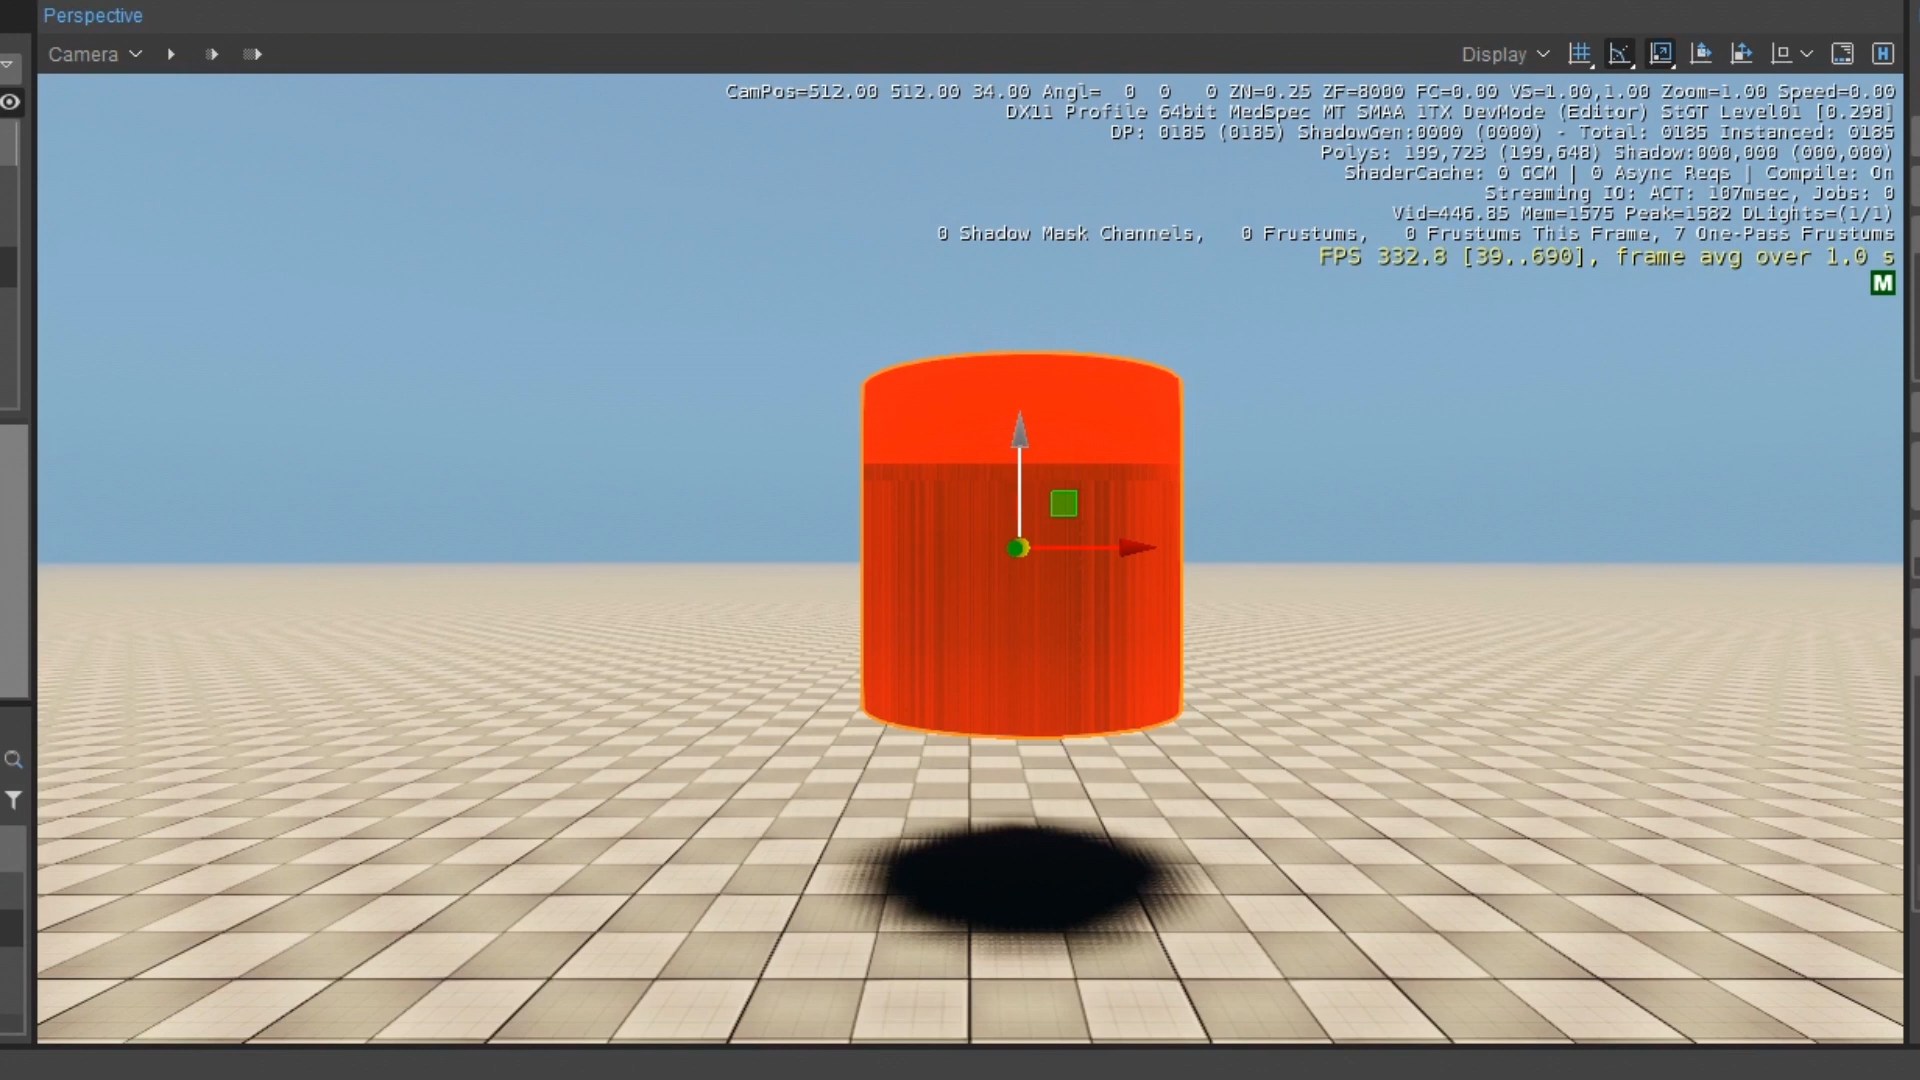 Perspective
Camera
Display
H
CamPos=512.00 512.00 34.00 Angl=  0  0   0 ZN=0.25 ZF=8000 FC=0.00 VS=1.00,1.00 Zoom=1.00 Speed=0.00
DX11 Profile 64bit MedSpec MT SMAA 1TX DevMode (Editor) StGT Level01 [0.298]
DP: 0185 (0185) ShadowGen:0000 (0000) - Total: 0185 Instanced: 0185
Polys: 199,723 (199,648) Shadow:000,000 (000,000)
ShaderCache: 0 GCM | 0 Async Reqs | Compile: On
Streaming IO: ACT: 107msec, Jobs: 0
Vid=446.85 Mem=1575 Peak=1582 DLights=(1/1)
0 Shadow Mask Channels,   0 Frustums,   0 Frustums This Frame, 7 One-Pass Frustums
FPS 332.8 [39..690], frame avg over 1.0 s
M